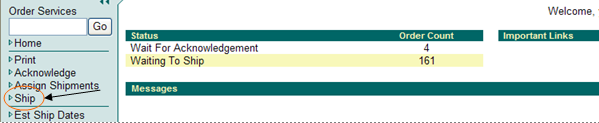 Order Services
Go
Home
Print
Acknowledge
Assign Shipments
Ship
Est Ship Dates
Welcome,
Status Order Count
Wait For Acknowledgement 4
Waiting To Ship 161
Important Links
Messages